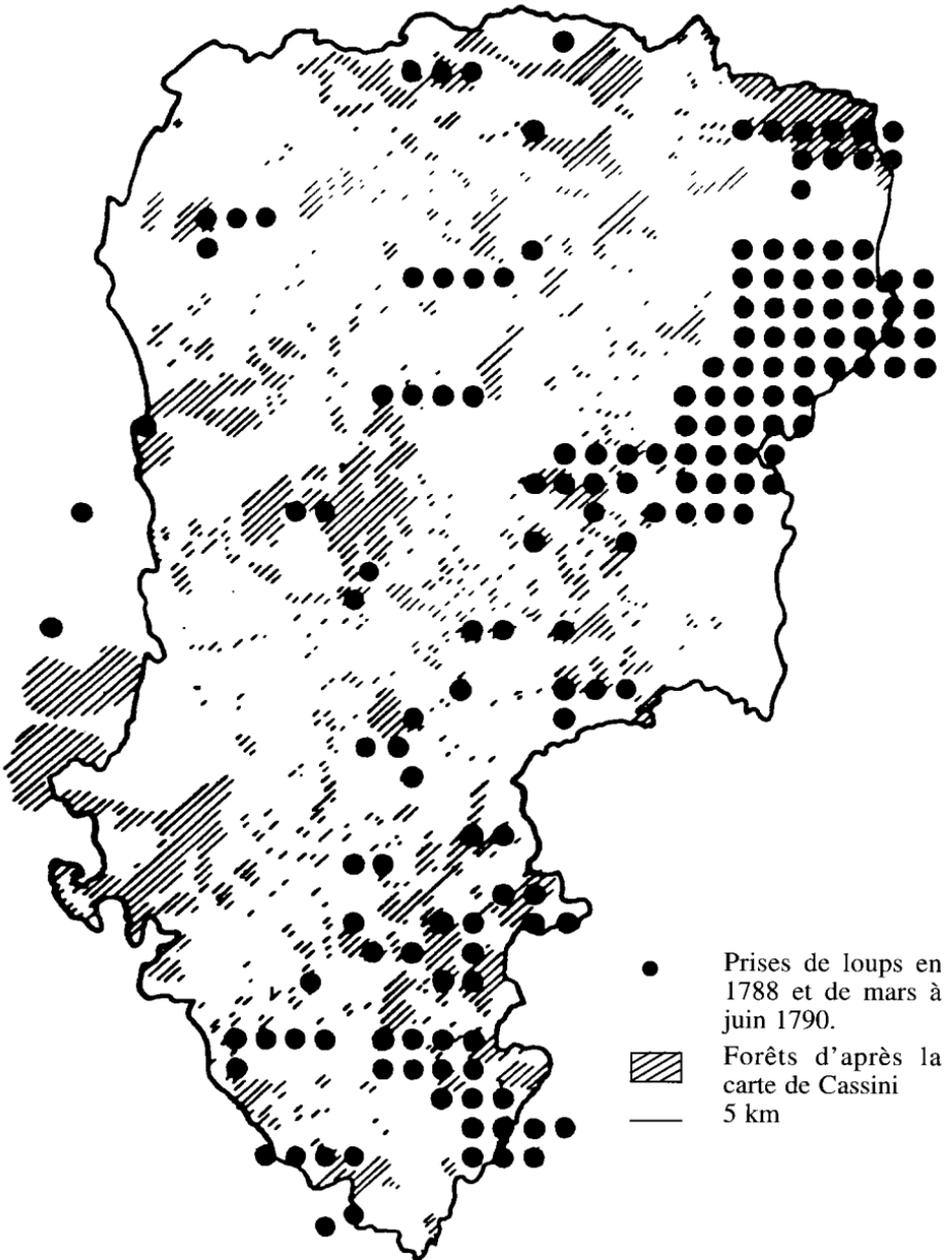 Prises de loups en
1788 et de mars à
juin 1790.
Forêts d'après la
carte de Cassini
5 km